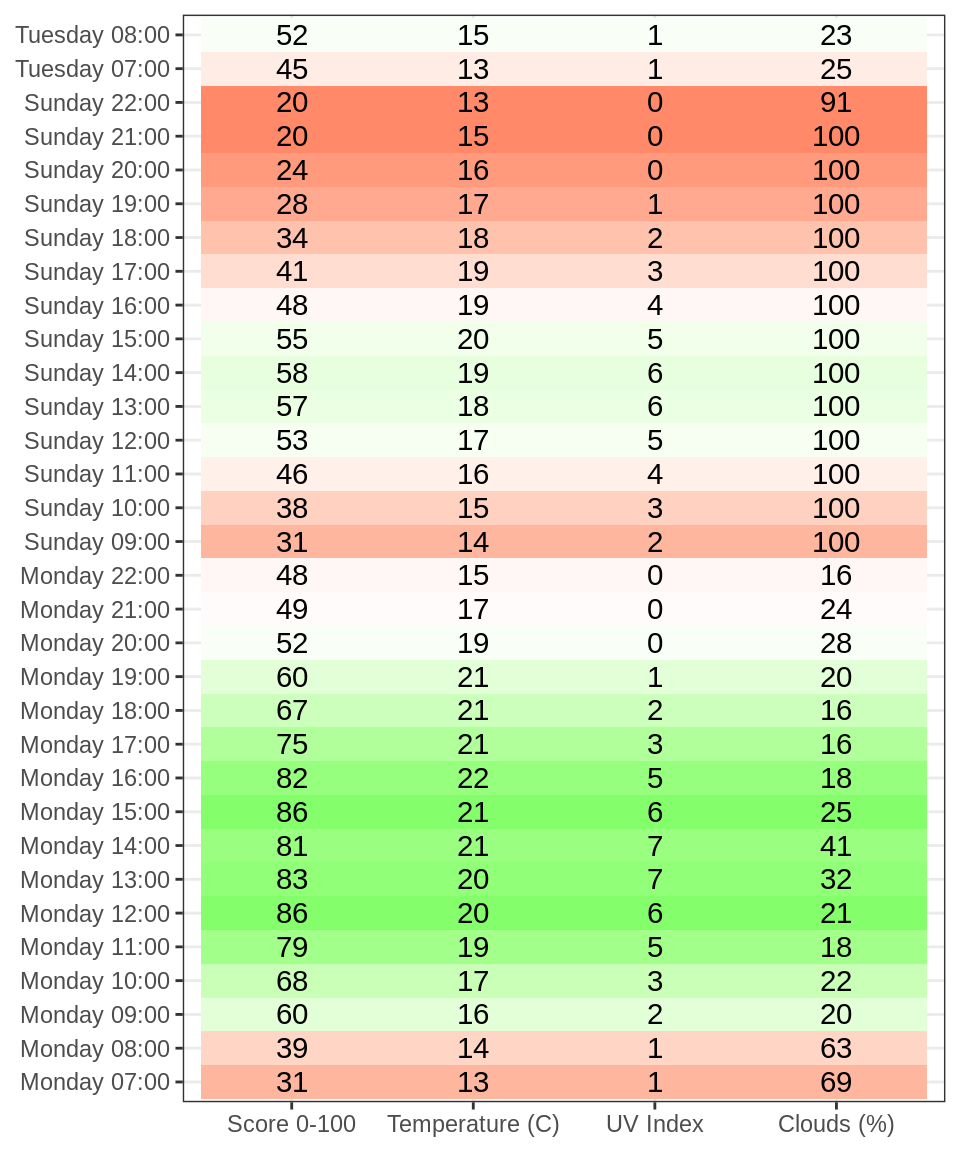 Tuesday 08:00 52 15 1 23
Tuesday 07:00 45 13 1 25
Sunday 22:00 20 13 0 91
Sunday 21:00 20 15 0 100
Sunday 20:00 24 16 0 100
Sunday 19:00 28 17 1 100
Sunday 18:00 34 18 2 100
Sunday 17:00 41 19 3 100
Sunday 16:00 48 19 4 100
Sunday 15:00 55 20 5 100
Sunday 14:00 58 19 6 100
Sunday 13:00 57 18 6 100
Sunday 12:00 53 17 5 100
Sunday 11:00 46 16 4 100
Sunday 10:00 38 15 3 100
Sunday 09:00 31 14 2 100
Monday 22:00 48 15 0 16
Monday 21:00 49 17 0 24
Monday 20:00 52 19 0 28
Monday 19:00 60 21 1 20
Monday 18:00 67 21 2 16
Monday 17:00 75 21 3 16
Monday 16:00 82 22 5 18
Monday 15:00 86 21 6 25
Monday 14:00 81 21 7 41
Monday 13:00 83 20 7 32
Monday 12:00 86 20 6 21
Monday 11:00 79 19 5 18
Monday 10:00 68 17 3 22
Monday 09:00 60 16 2 20
Monday 08:00 39 14 1 63
Monday 07:00 31 13 1 69
Score 0-100 Temperature (C) UV Index Clouds (%)